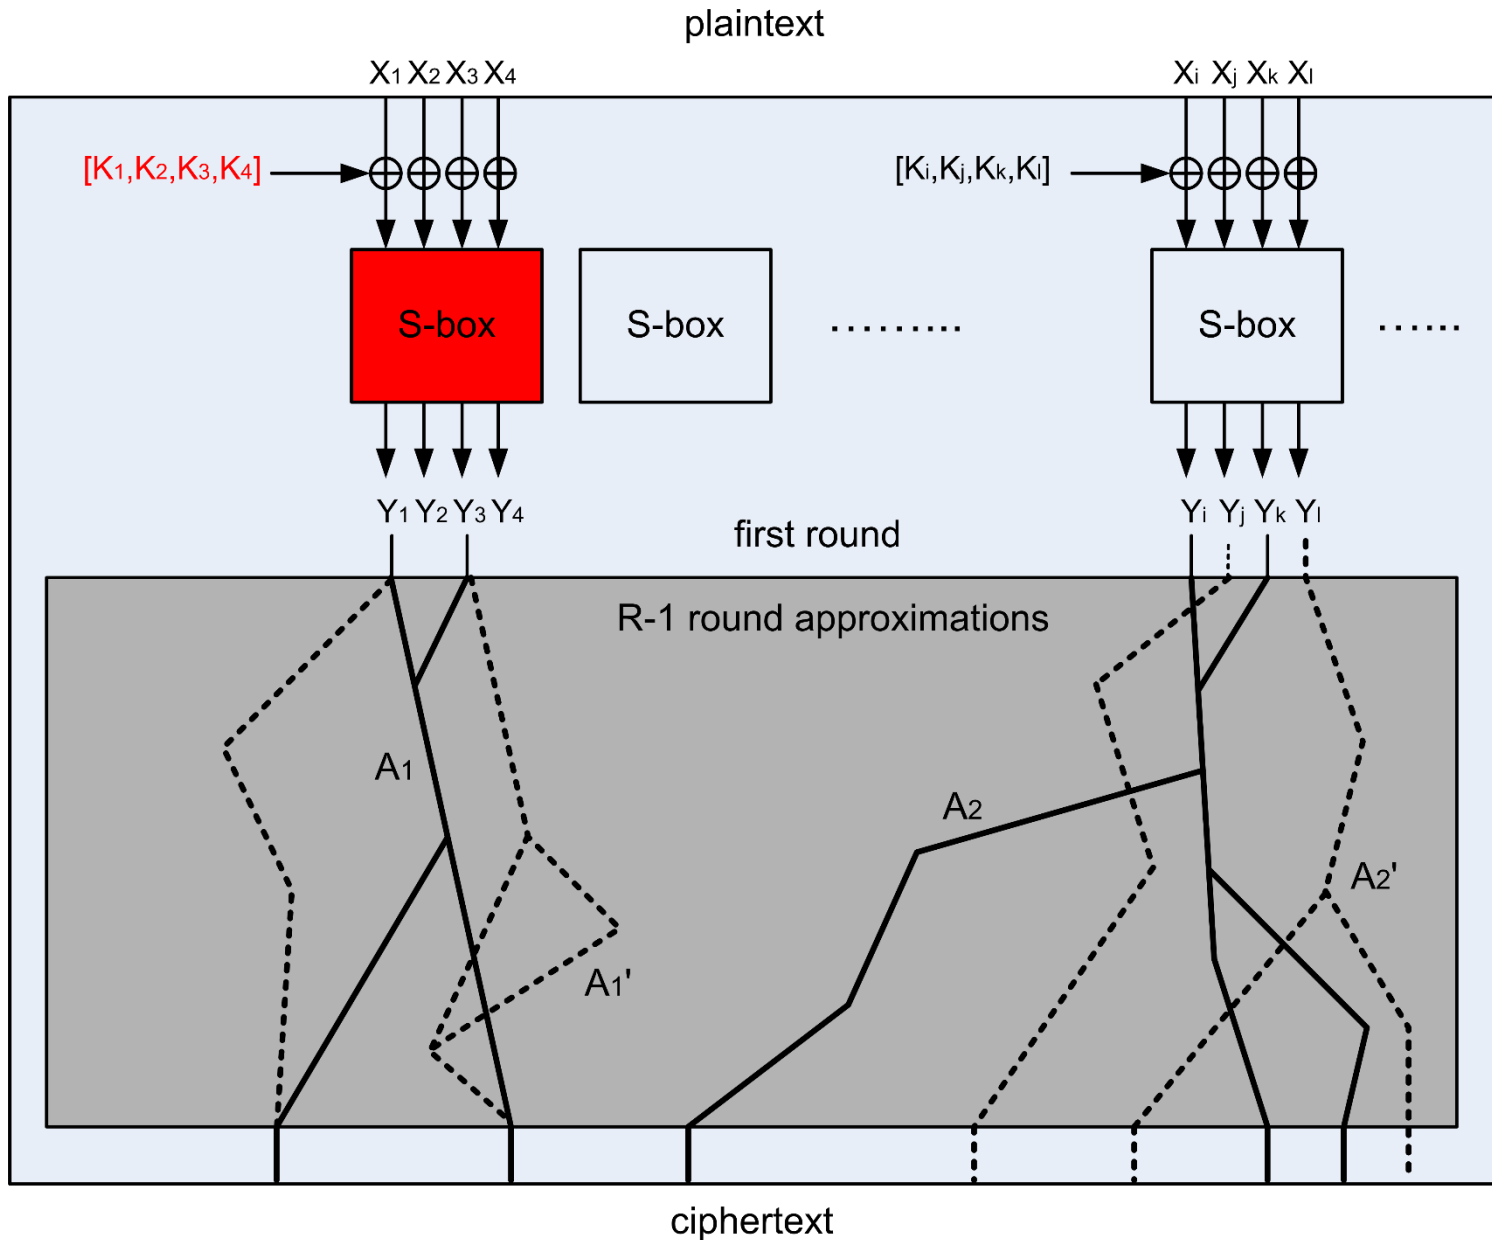 plaintext
X1 X2 X3 X4 Xi Xj Xk Xl
[K1,K2,K3,K4] [Ki,Kj,Kk,Kl]
S-box S-box ......... S-box ......
Y1 Y2 Y3 Y4 Yi Yj Yk Yl
first round
R-1 round approximations
A1
A2
A2'
A1'
ciphertext